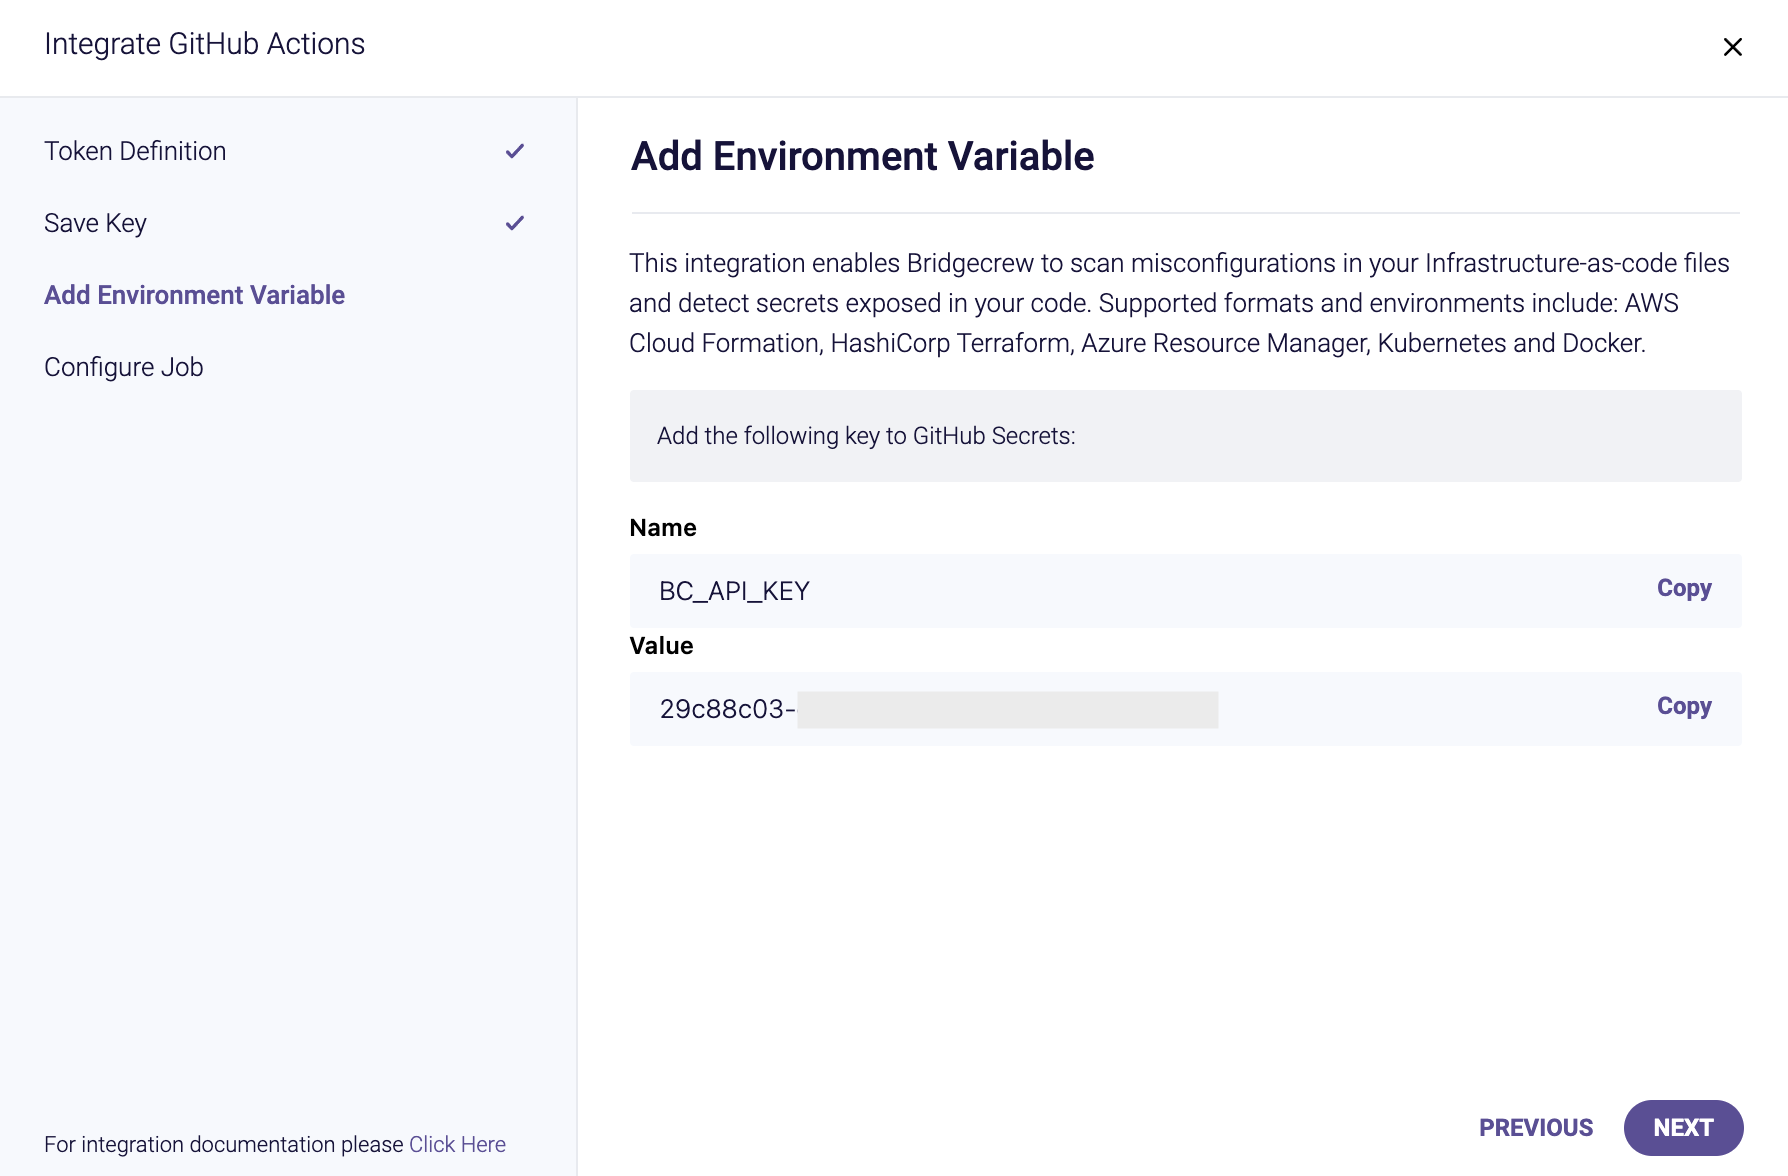 Integrate GitHub Actions
Token Definition
Save Key
Add Environment Variable
Configure Job
For integration documentation please Click Here
Add Environment Variable
This integration enables Bridgecrew to scan misconfigurations in your Infrastructure-as-code files
and detect secrets exposed in your code. Supported formats and environments include: AWS
Cloud Formation, HashiCorp Terraform, Azure Resource Manager, Kubernetes and Docker.
Add the following key to GitHub Secrets:
Name
BC_API_KEY Copy
Value
29c88c03- Copy
PREVIOUS NEXT